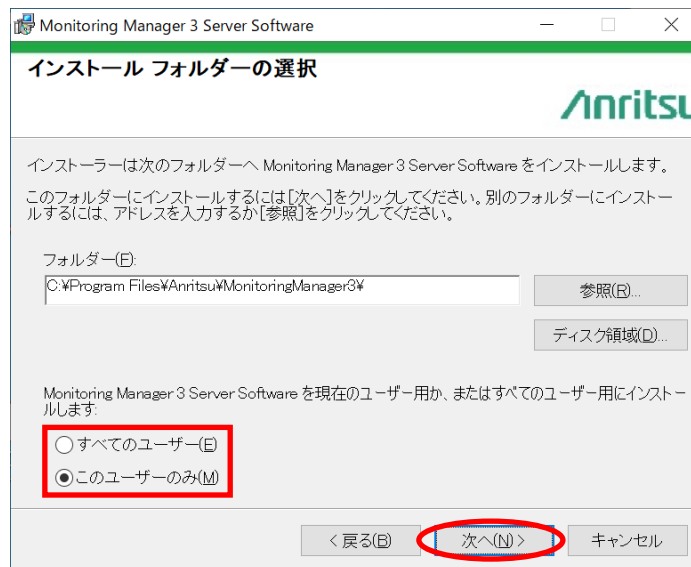 Monitoring Manager 3 Server Software
インストール フォルダーの選択
Anritsu
インストーラーは次のフォルダーへ Monitoring Manager 3 Server Software をインストールします。
このフォルダーにインストールするには[次へ]をクリックしてください。別のフォルダーにインストー
ルするには、アドレスを入力するか[参照]をクリックしてください。
フォルダー(F):
C:¥Program Files¥Anritsu¥MonitoringManager3¥
参照(R)...
ディスク領域(D)...
Monitoring Manager 3 Server Software を現在のユーザー用か、またはすべてのユーザー用にインストー
ルします:
すべてのユーザー(E)
このユーザーのみ(M)
< 戻る(B)
次へ(N) >
キャンセル